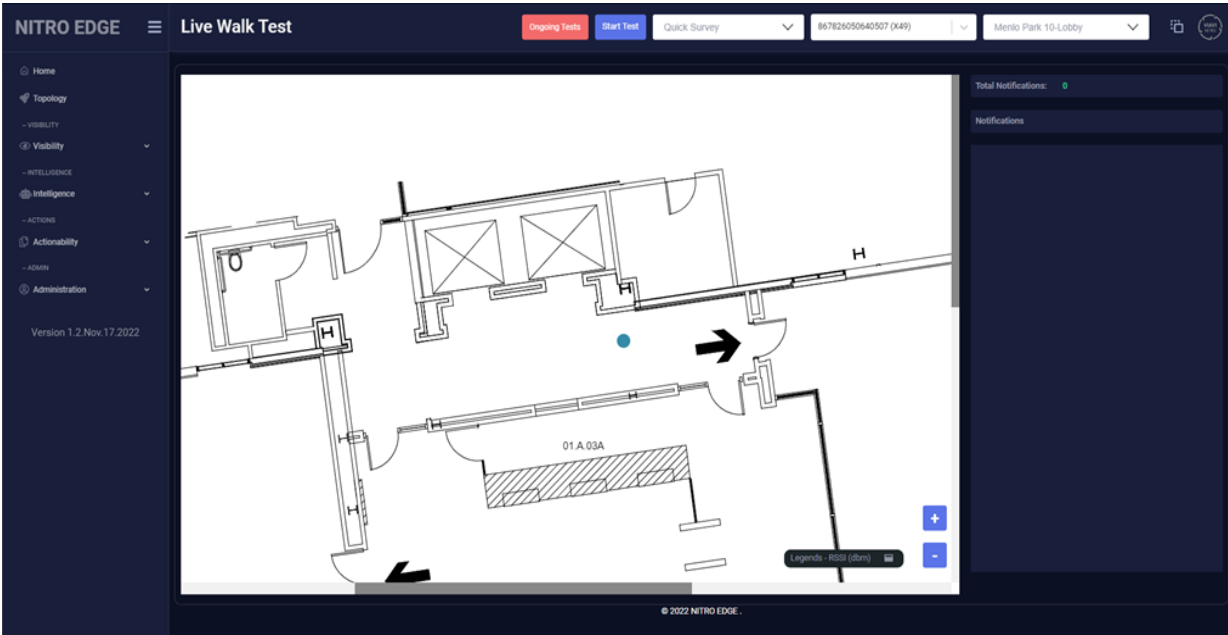 NITRO EDGE
Live Walk Test
Ongoing Tests
Start Test
Quick Survey
867826050640507 (X49)
Menlo Park 10-Lobby
Home
Topology
– VISIBILITY
Visibility
– INTELLIGENCE
Intelligence
– ACTIONS
Actionability
– ADMIN
Administration
Version 1.2.Nov.17.2022
Total Notifications: 0
Notifications
01.A.03A
+
Legends - RSSI (dbm)
-
© 2022 NITRO EDGE .